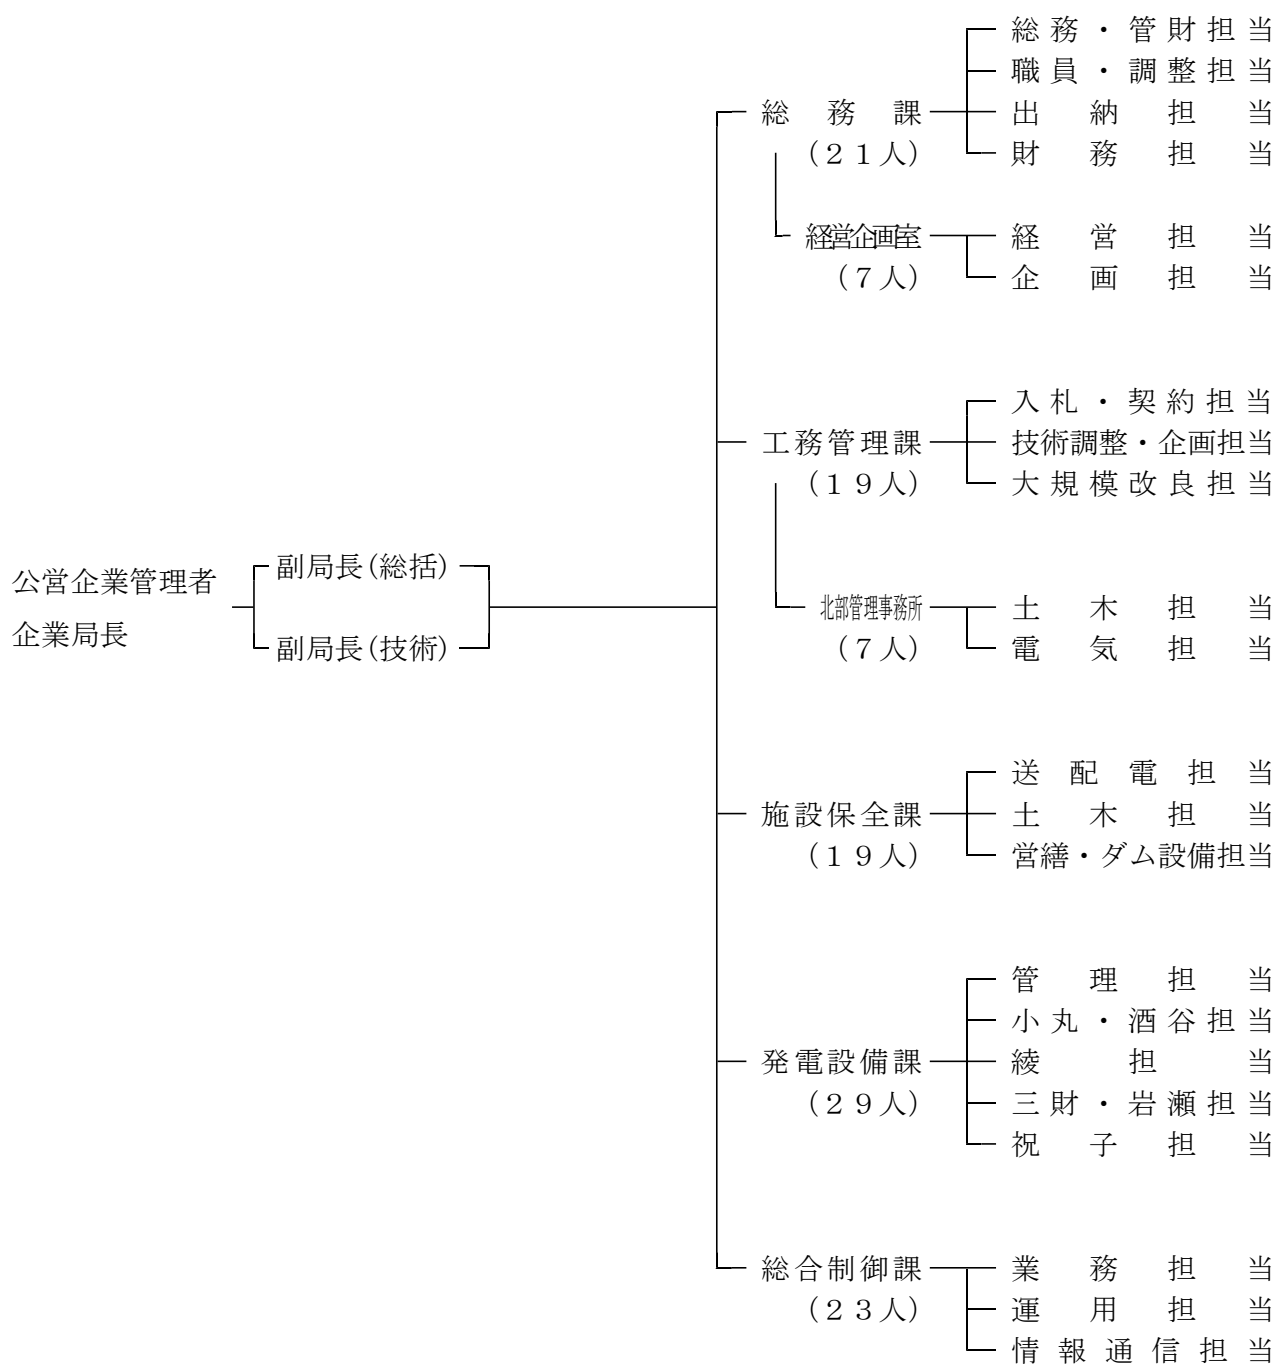 公営企業管理者
企業局長
副局長(総括)
副局長(技術)
総務課
(21人)
総務・管財担当
職員・調整担当
出納担当
財務担当
経営企画室
(7人)
経営担当
企画担当
工務管理課
(19人)
入札・契約担当
技術調整・企画担当
大規模改良担当
北部管理事務所
(7人)
土木担当
電気担当
施設保全課
(19人)
送配電担当
土木担当
営繕・ダム設備担当
発電設備課
(29人)
管理担当
小丸・酒谷担当
綾担当
三財・岩瀬担当
祝子担当
総合制御課
(23人)
業務担当
運用担当
情報通信担当